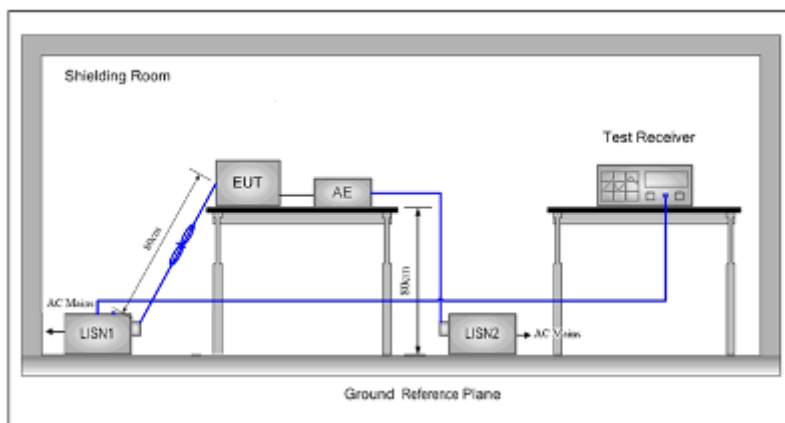 Shielding Room
Test Receiver
EUT
AE
80cm
80cm
AC Mains
LISN1
LISN2
AC Mains
Ground Reference Plane